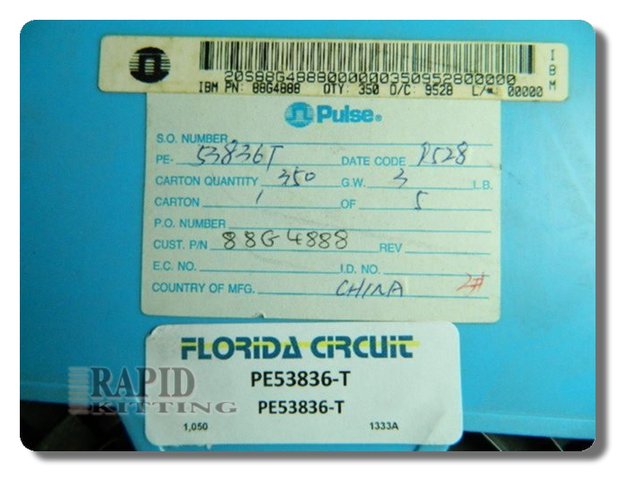 20S88G4888000000350952800000
IBM
IBM PN: 88G4888 QTY: 350 D/C 9528 L/*: 00000
Pulse®
S.O. NUMBER
PE- 53836T DATE CODE 9528
CARTON QUANTITY 350 G.W. 3 LB.
CARTON 1 OF 5
P.O. NUMBER
CUST. P/N 88G4888 REV
E.C. NO. I.D. NO.
COUNTRY OF MFG. CHINA 2#
FLORIDA CIRCUIT
PE53836-T
PE53836-T
1,050 1333A
RAPID
KITTING